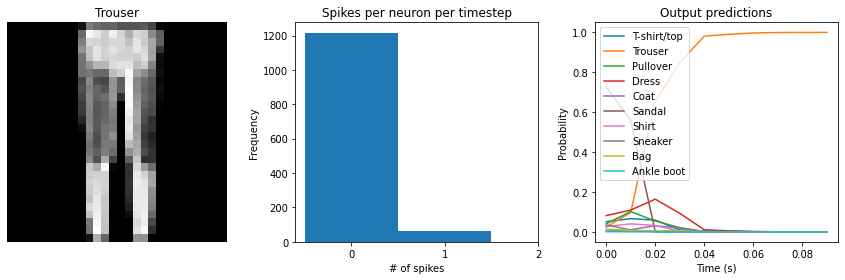 Trouser
Spikes per neuron per timestep
Frequency
1200
1000
800
600
400
200
0
0
1
2
# of spikes
Output predictions
Probability
1.0
0.8
0.6
0.4
0.2
0.0
T-shirt/top
Trouser
Pullover
Dress
Coat
Sandal
Shirt
Sneaker
Bag
Ankle boot
0.00
0.02
0.04
0.06
0.08
Time (s)